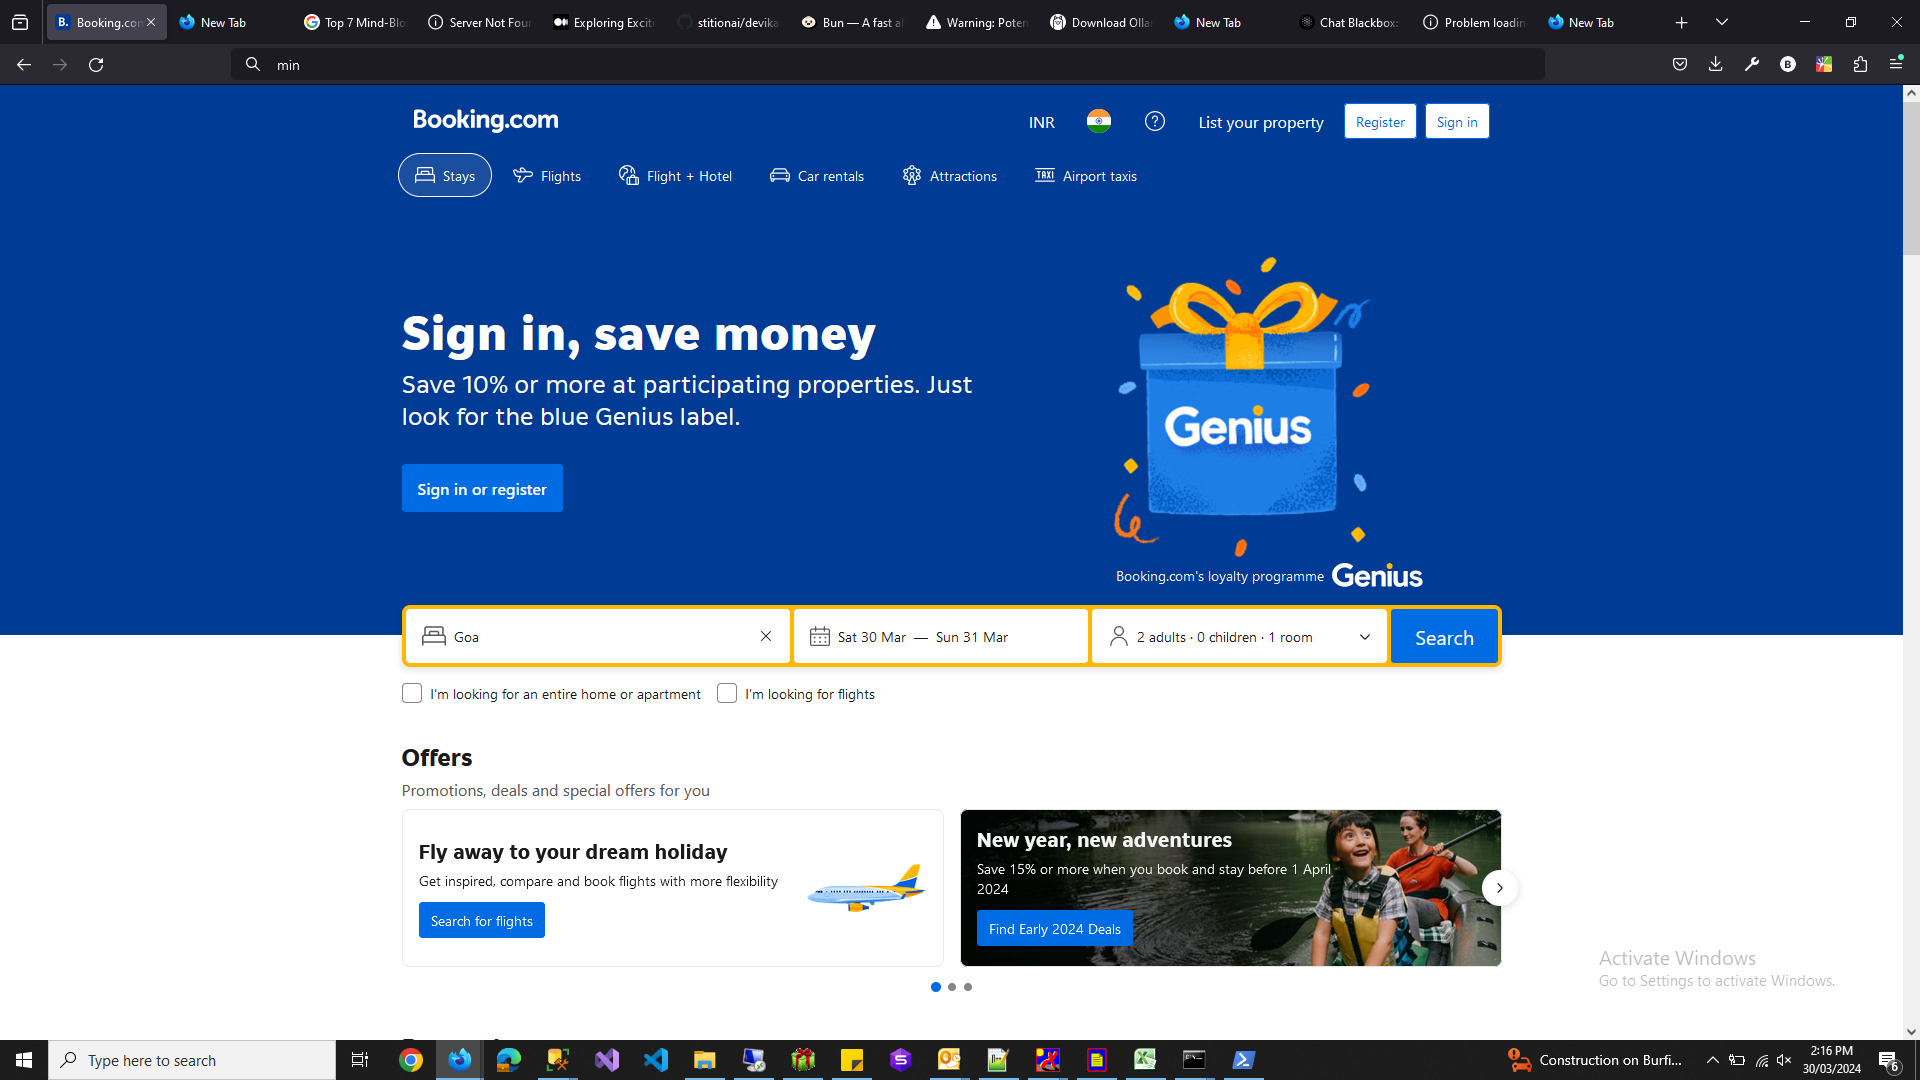 Booking.con
New Tab
Top 7 Mind-Blo
Server Not Foun
Exploring Exciti
stitionai/devika
Bun — A fast al
Warning: Poten
Download Olla
New Tab
Chat Blackbox:
Problem loadin
New Tab
min
Booking.com
INR
List your property
Register
Sign in
Stays
Flights
Flight + Hotel
Car rentals
Attractions
TAXI
Airport taxis
Sign in, save money
Save 10% or more at participating properties. Just
look for the blue Genius label.
Sign in or register
Genius
Booking.com's loyalty programme Genius
Goa
Sat 30 Mar — Sun 31 Mar
2 adults · 0 children · 1 room
Search
I'm looking for an entire home or apartment
I'm looking for flights
Offers
Promotions, deals and special offers for you
Fly away to your dream holiday
Get inspired, compare and book flights with more flexibility
Search for flights
New year, new adventures
Save 15% or more when you book and stay before 1 April
2024
Find Early 2024 Deals
Activate Windows
Go to Settings to activate Windows.
Type here to search
Construction on Burfi...
2:16 PM
30/03/2024
6